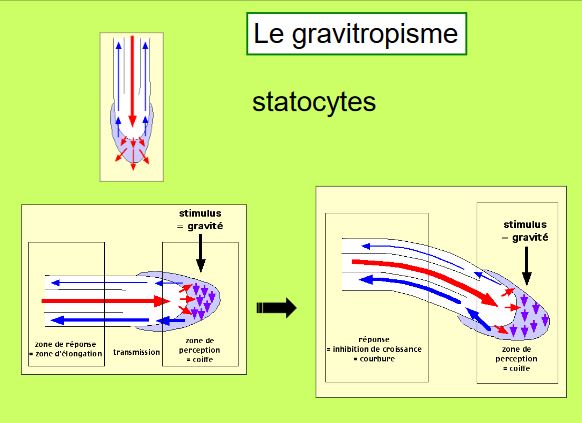 Le gravitropisme
statocytes
stimulus
= gravité
zone de réponse
= zone d'élongation
transmission
zone de
perception
= coiffe
stimulus
= gravité
réponse
= inhibition de croissance
= courbure
zone de
perception
= coiffe